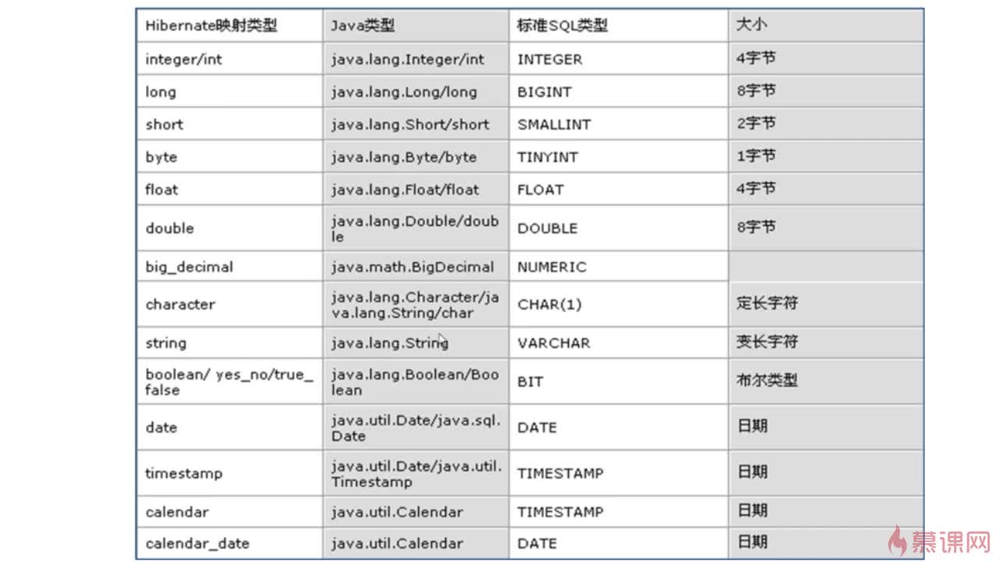 Hibernate映射类型 Java类型 标准SQL类型 大小
integer/int java.lang.Integer/int INTEGER 4字节
long java.lang.Long/long BIGINT 8字节
short java.lang.Short/short SMALLINT 2字节
byte java.lang.Byte/byte TINYINT 1字节
float java.lang.Float/float FLOAT 4字节
double java.lang.Double/doub
le DOUBLE 8字节
big_decimal java.math.BigDecimal NUMERIC
character java.lang.Character/ja
va.lang.String/char CHAR(1) 定长字符
string java.lang.String VARCHAR 变长字符
boolean/ yes_no/true_
false java.lang.Boolean/Boo
lean BIT 布尔类型
date java.util.Date/java.sql.
Date DATE 日期
timestamp java.util.Date/java.util.
Timestamp TIMESTAMP 日期
calendar java.util.Calendar TIMESTAMP 日期
calendar_date java.util.Calendar DATE 日期
慕课网